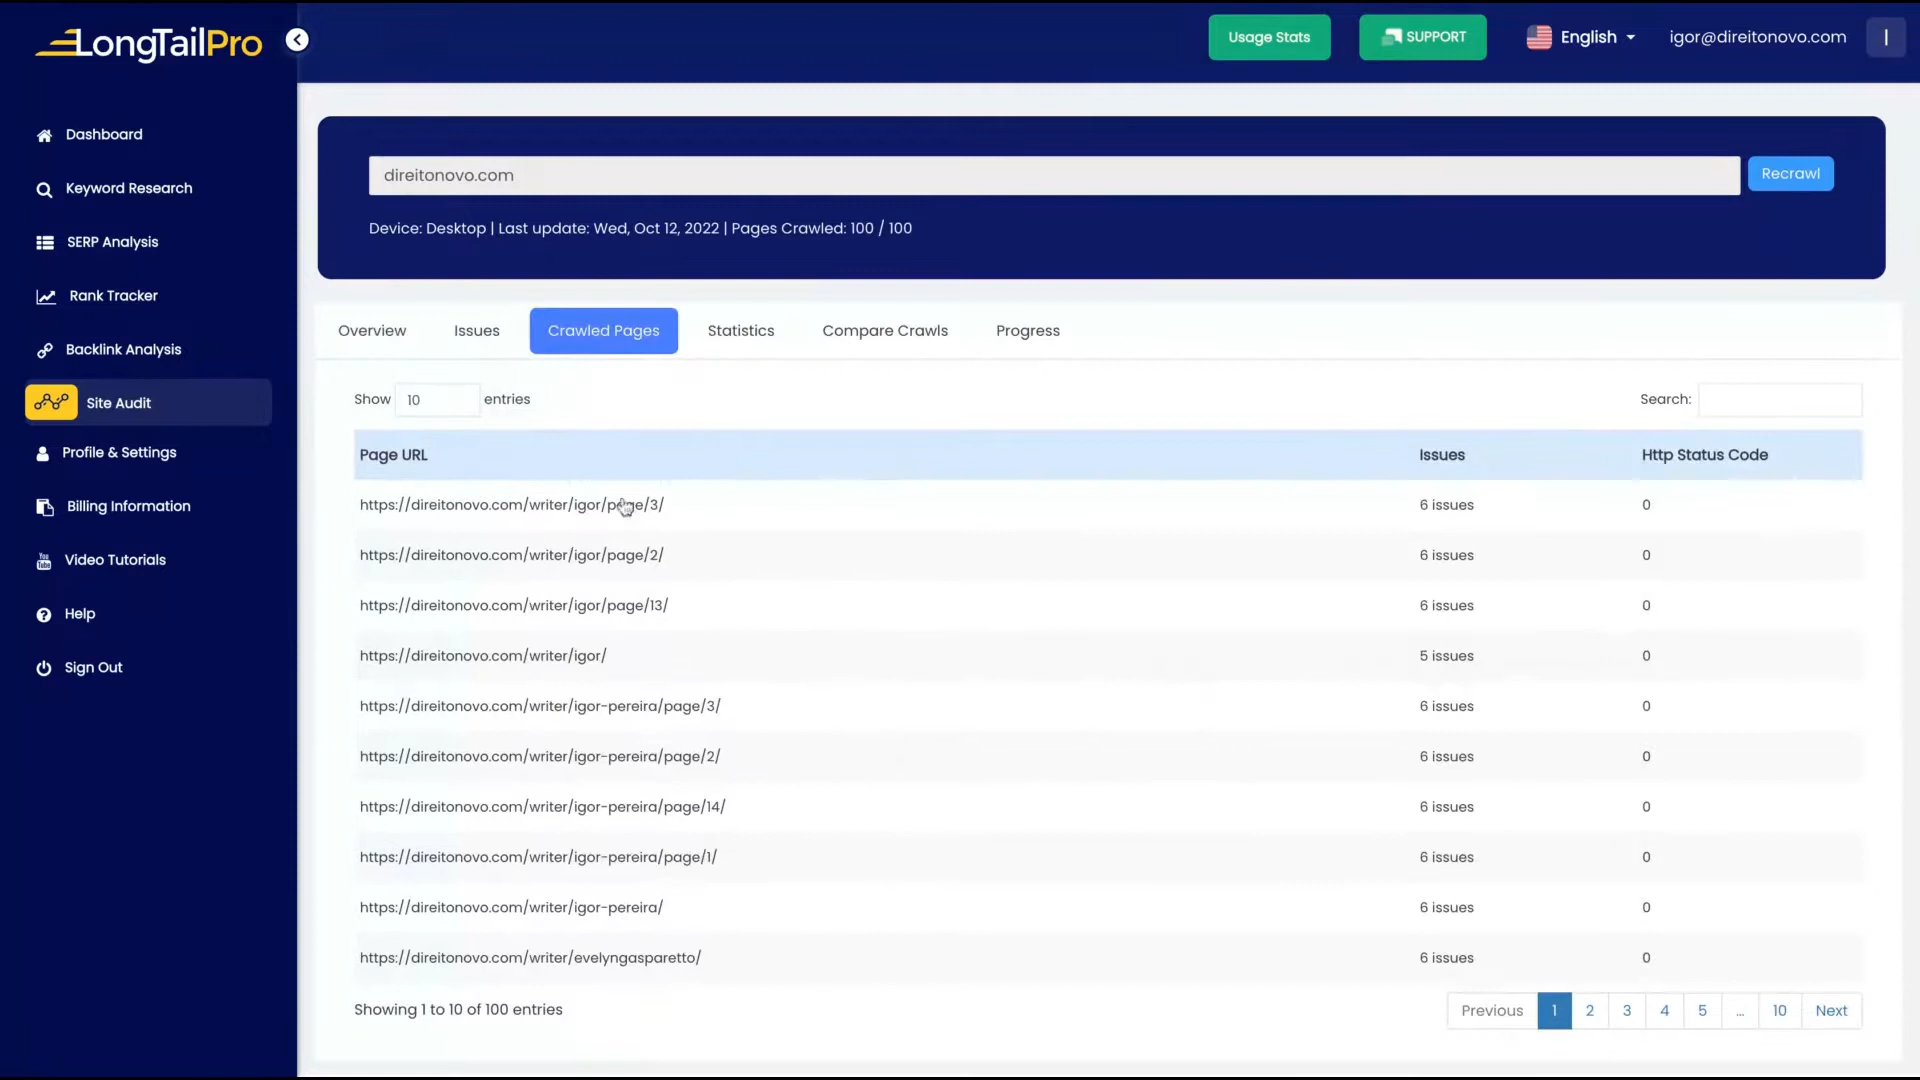 LongTailPro
Usage Stats
SUPPORT
English
igor@direitonovo.com
I
Dashboard
Keyword Research
SERP Analysis
Rank Tracker
Backlink Analysis
Site Audit
Profile & Settings
Billing Information
You
Tube
Video Tutorials
Help
Sign Out
direitonovo.com
Recrawl
Device: Desktop | Last update: Wed, Oct 12, 2022 | Pages Crawled: 100 / 100
Overview
Issues
Crawled Pages
Statistics
Compare Crawls
Progress
Show 10 entries
Search:
Page URL Issues Http Status Code
https://direitonovo.com/writer/igor/page/3/ 6 issues 0
https://direitonovo.com/writer/igor/page/2/ 6 issues 0
https://direitonovo.com/writer/igor/page/13/ 6 issues 0
https://direitonovo.com/writer/igor/ 5 issues 0
https://direitonovo.com/writer/igor-pereira/page/3/ 6 issues 0
https://direitonovo.com/writer/igor-pereira/page/2/ 6 issues 0
https://direitonovo.com/writer/igor-pereira/page/14/ 6 issues 0
https://direitonovo.com/writer/igor-pereira/page/1/ 6 issues 0
https://direitonovo.com/writer/igor-pereira/ 6 issues 0
https://direitonovo.com/writer/evelyngasparetto/ 6 issues 0
Showing 1 to 10 of 100 entries
Previous 1 2 3 4 5 ... 10 Next